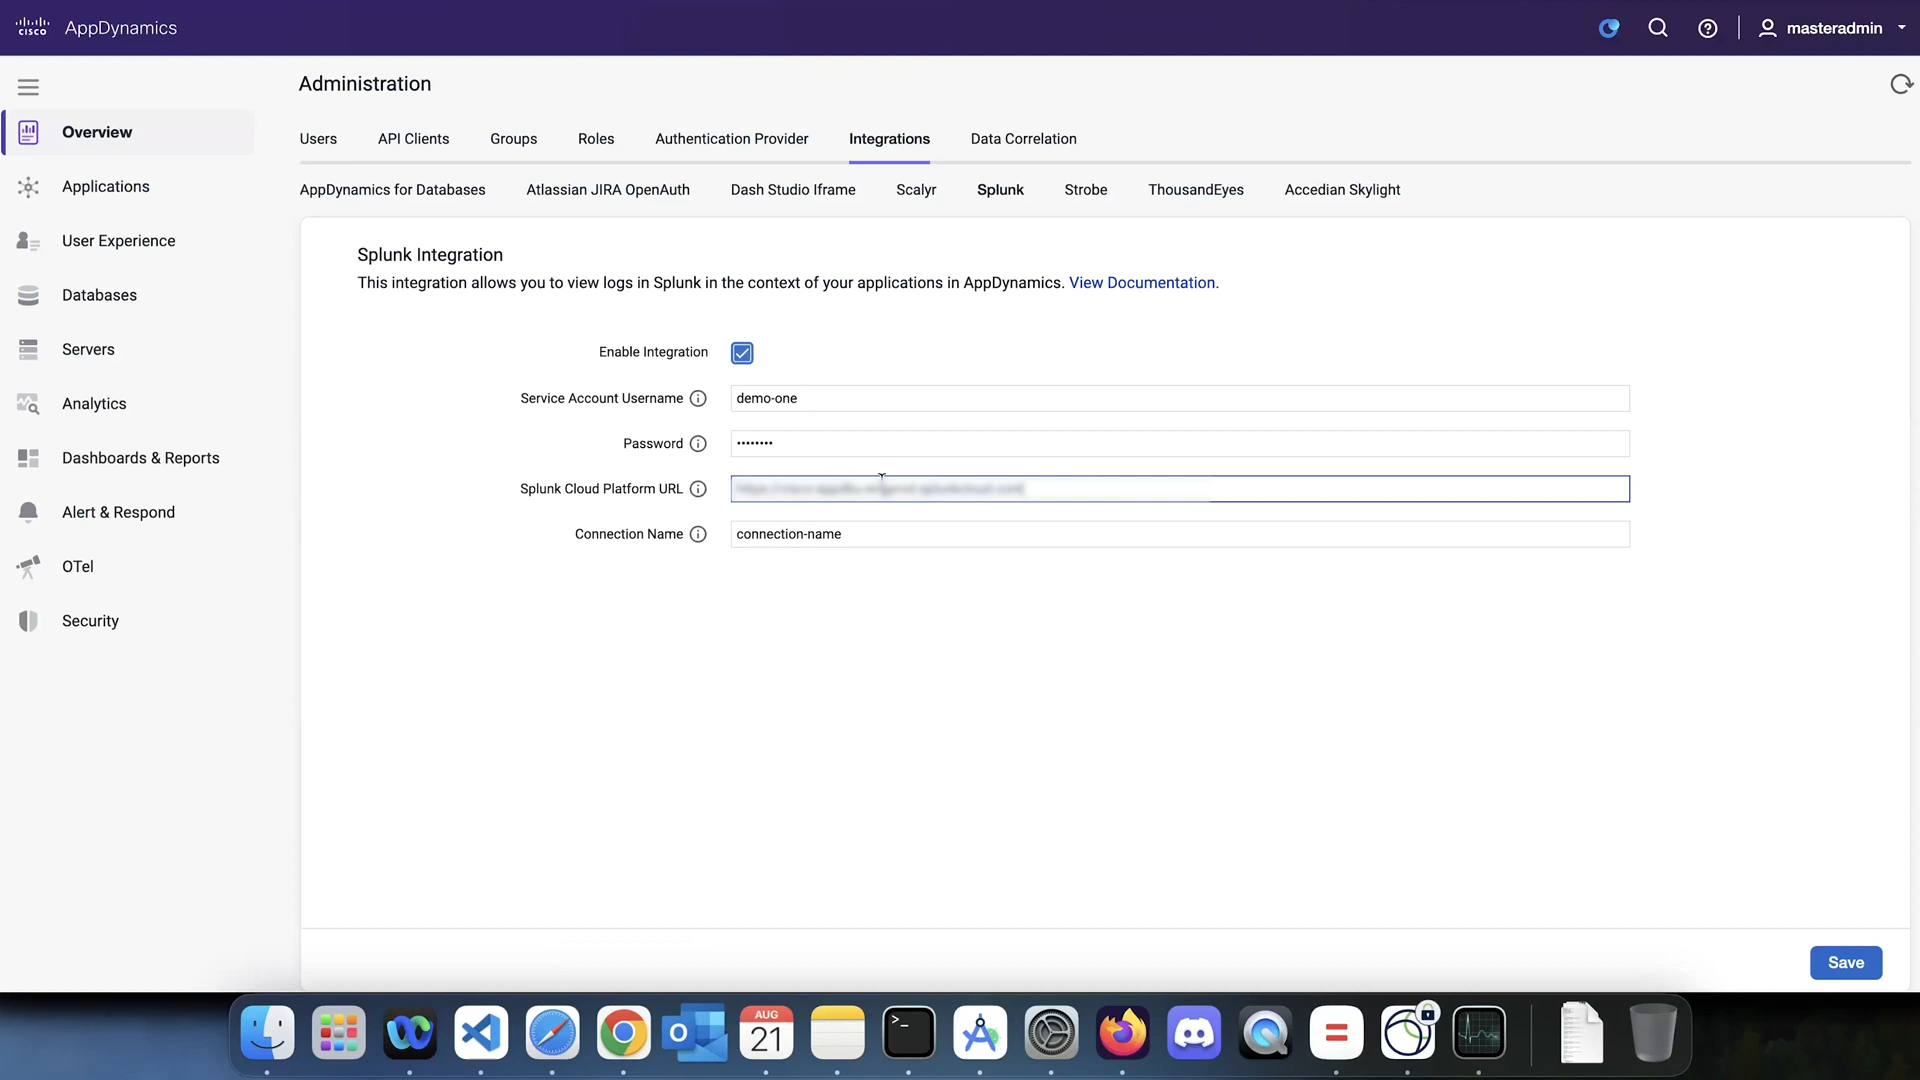 cisco AppDynamics
masteradmin
Administration
Overview
Applications
User Experience
Databases
Servers
Analytics
Dashboards & Reports
Alert & Respond
OTel
Security
Users API Clients Groups Roles Authentication Provider Integrations Data Correlation
AppDynamics for Databases Atlassian JIRA OpenAuth Dash Studio Iframe Scalyr Splunk Strobe ThousandEyes Accedian Skylight
Splunk Integration
This integration allows you to view logs in Splunk in the context of your applications in AppDynamics. View Documentation.
Enable Integration
Service Account Username demo-one
Password ••••••••
Splunk Cloud Platform URL
Connection Name connection-name
Save
AUG
21